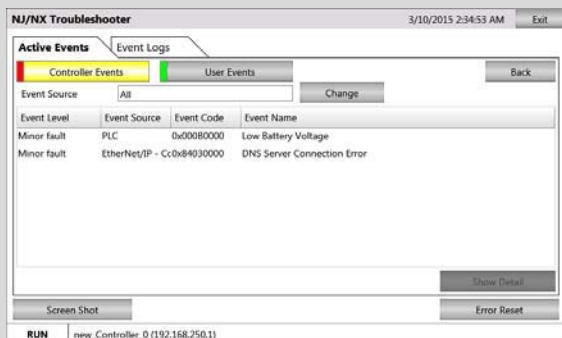 NJ/NX Troubleshooter 3/10/2015 2:34:53 AM Exit
Active Events Event Logs
Controller Events User Events Back
Event Source All Change
Event Level Event Source Event Code Event Name
Minor fault PLC 0x000B0000 Low Battery Voltage
Minor fault EtherNet/IP - Cc0x84030000 DNS Server Connection Error
Show Detail
Screen Shot Error Reset
RUN new_Controller_0 (192.168.250.1)